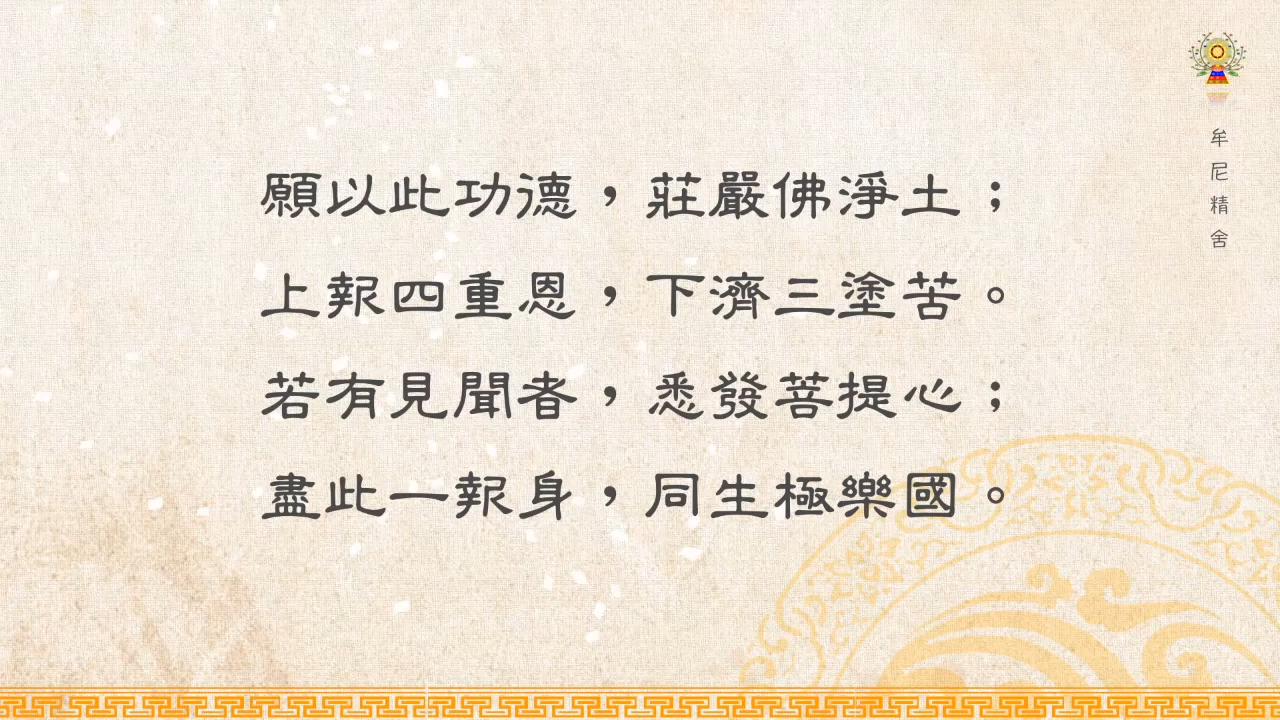 願以此功德，莊嚴佛淨土；
上報四重恩，下濟三塗苦。
若有見聞者，悉發菩提心；
盡此一報身，同生極樂國。
牟尼精舍